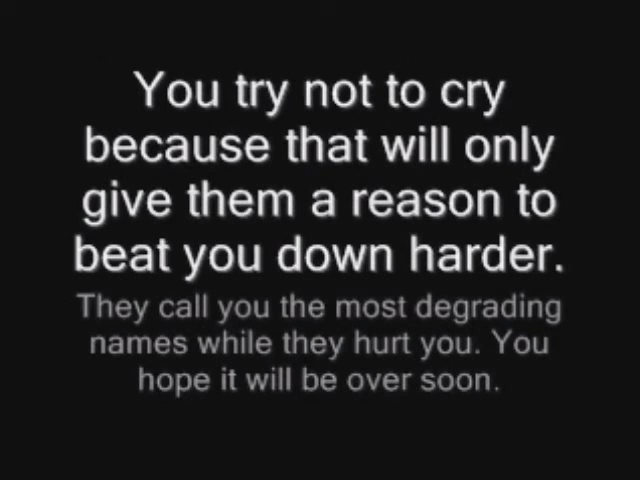 You try not to cry
because that will only
give them a reason to
beat you down harder.
They call you the most degrading
names while they hurt you. You
hope it will be over soon.